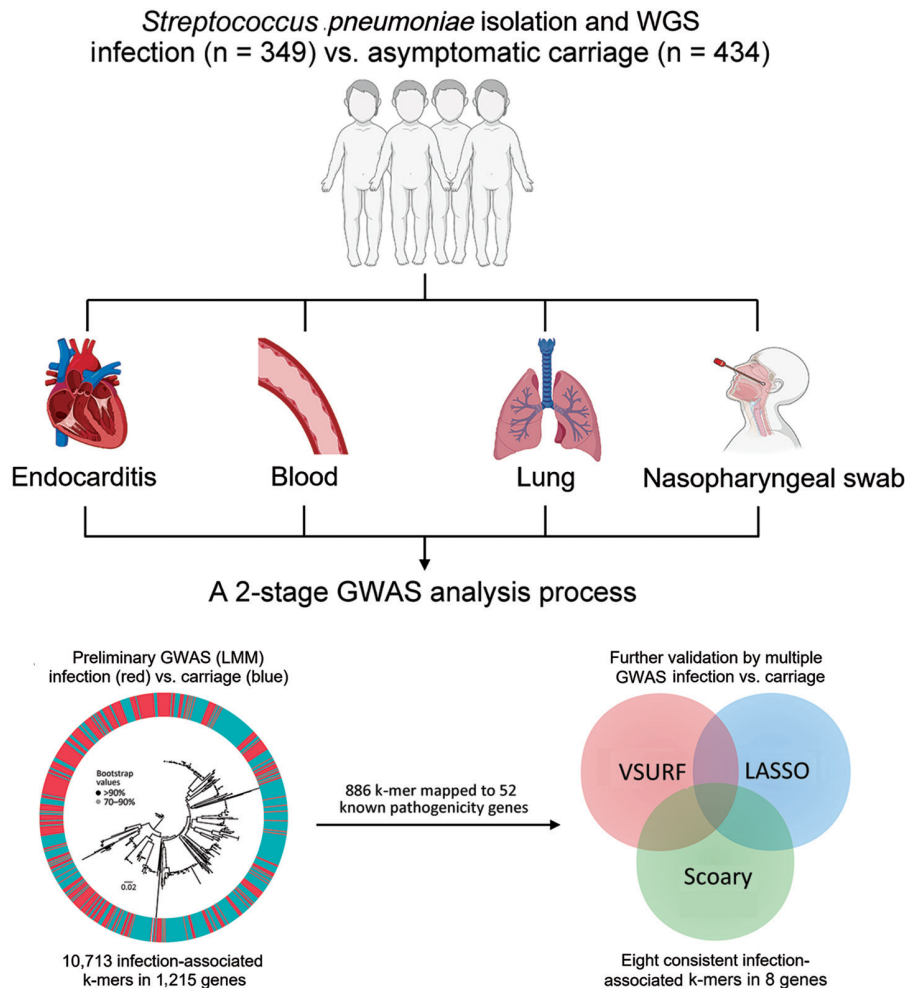 Streptococcus pneumoniae isolation and WGS
infection (n = 349) vs. asymptomatic carriage (n = 434)
Endocarditis
Blood
Lung
Nasopharyngeal swab
A 2-stage GWAS analysis process
Preliminary GWAS (LMM)
infection (red) vs. carriage (blue)
Bootstrap
values
>90%
70–90%
0.02
10,713 infection-associated
k-mers in 1,215 genes
886 k-mer mapped to 52
known pathogenicity genes
Further validation by multiple
GWAS infection vs. carriage
VSURF
LASSO
Scoary
Eight consistent infection-
associated k-mers in 8 genes